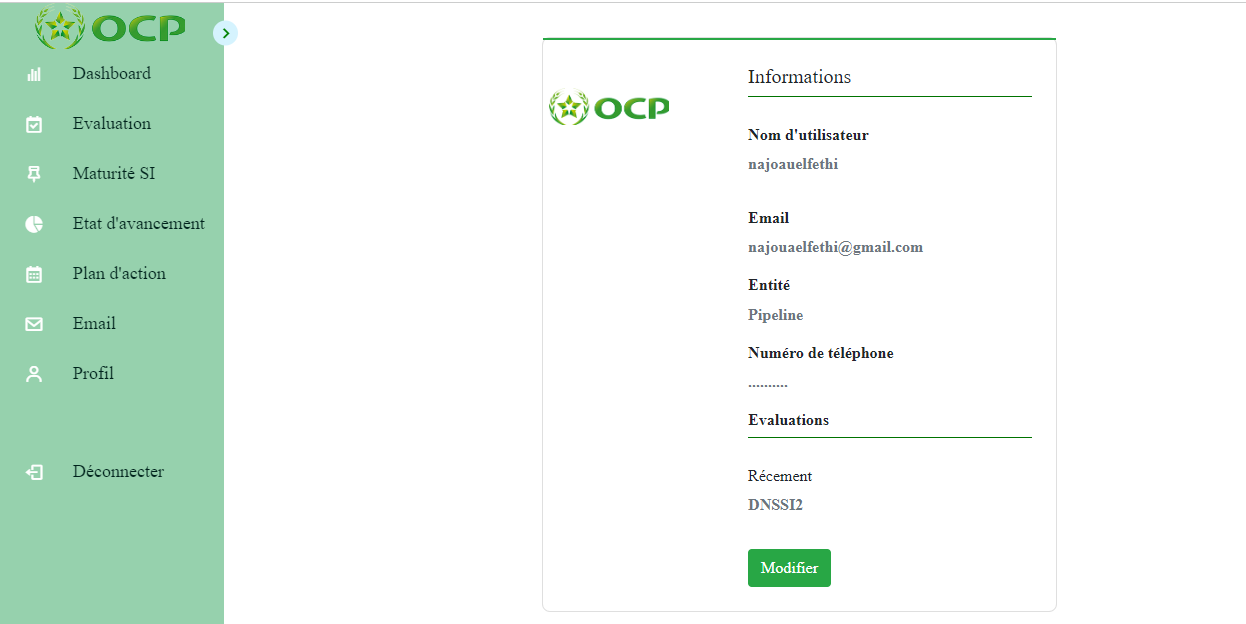 OCP
Dashboard
Evaluation
Maturité SI
Etat d'avancement
Plan d'action
Email
Profil
Déconnecter
OCP
Informations
Nom d'utilisateur
najoauelfethi
Email
najouaelfethi@gmail.com
Entité
Pipeline
Numéro de téléphone
..........
Evaluations
Récement
DNSSI2
Modifier